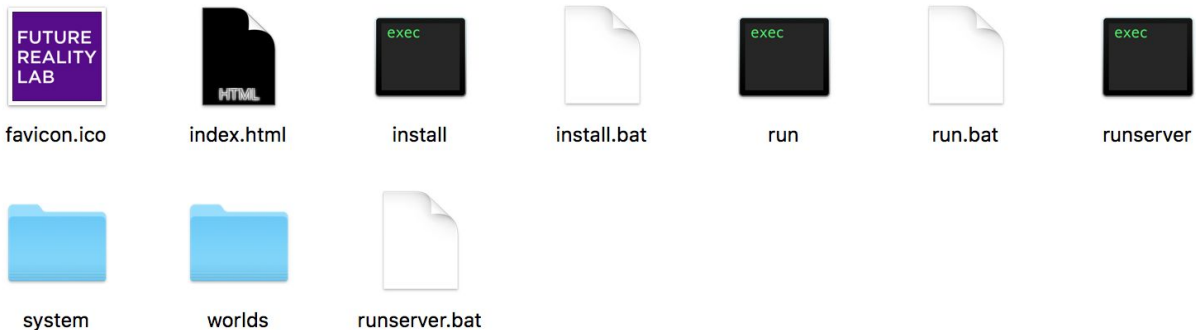 FUTURE
REALITY
LAB
HTML
exec
exec
exec
favicon.ico
index.html
install
install.bat
run
run.bat
runserver
system
worlds
runserver.bat